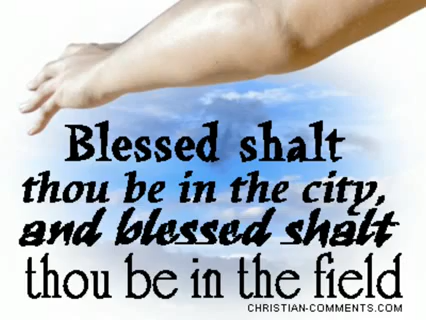 Blessed shalt
thou be in the city,
and blessed shalt
thou be in the field
CHRISTIAN-COMMENTS.COM